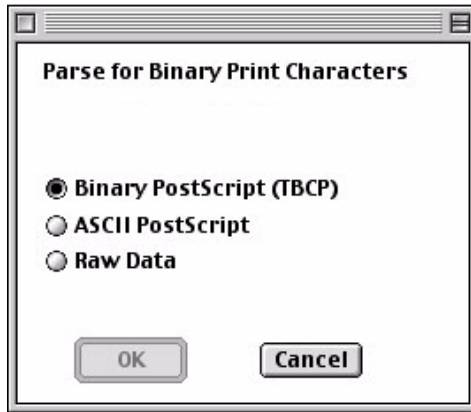 Parse for Binary Print Characters
Binary PostScript (TBCP)
ASCII PostScript
Raw Data
OK Cancel